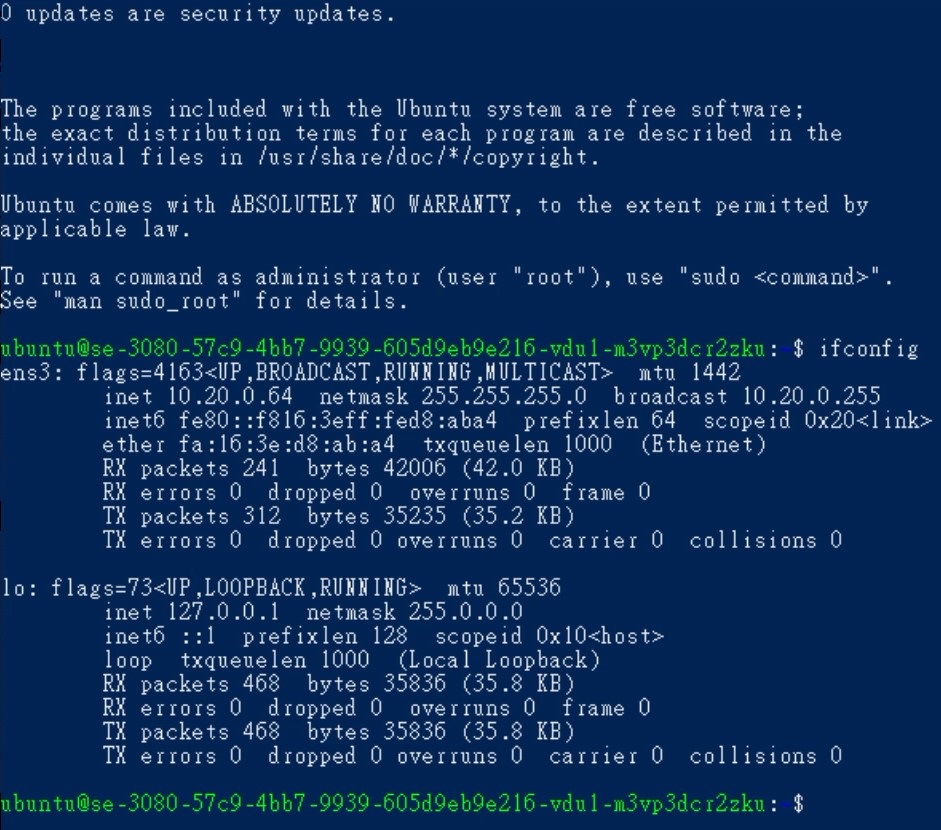 0 updates are security updates.
The programs included with the Ubuntu system are free software;
the exact distribution terms for each program are described in the
individual files in /usr/share/doc/*/copyright.
Ubuntu comes with ABSOLUTELY NO WARRANTY, to the extent permitted by
applicable law.
To run a command as administrator (user "root"), use "sudo <command>".
See "man sudo_root" for details.
ubuntu@se-3080-57c9-4bb7-9939-605d9eb9e216-vdu1-m3vp3dcr2zku:~$ ifconfig
ens3: flags=4163<UP,BROADCAST,RUNNING,MULTICAST>  mtu 1442
        inet 10.20.0.64  netmask 255.255.255.0  broadcast 10.20.0.255
        inet6 fe80::f816:3eff:fed8:aba4  prefixlen 64  scopeid 0x20<link>
        ether fa:16:3e:d8:ab:a4  txqueuelen 1000  (Ethernet)
        RX packets 241  bytes 42006 (42.0 KB)
        RX errors 0  dropped 0  overruns 0  frame 0
        TX packets 312  bytes 35235 (35.2 KB)
        TX errors 0  dropped 0 overruns 0  carrier 0  collisions 0
lo: flags=73<UP,LOOPBACK,RUNNING>  mtu 65536
        inet 127.0.0.1  netmask 255.0.0.0
        inet6 ::1  prefixlen 128  scopeid 0x10<host>
        loop  txqueuelen 1000  (Local Loopback)
        RX packets 468  bytes 35836 (35.8 KB)
        RX errors 0  dropped 0  overruns 0  frame 0
        TX packets 468  bytes 35836 (35.8 KB)
        TX errors 0  dropped 0 overruns 0  carrier 0  collisions 0
ubuntu@se-3080-57c9-4bb7-9939-605d9eb9e216-vdu1-m3vp3dcr2zku:~$